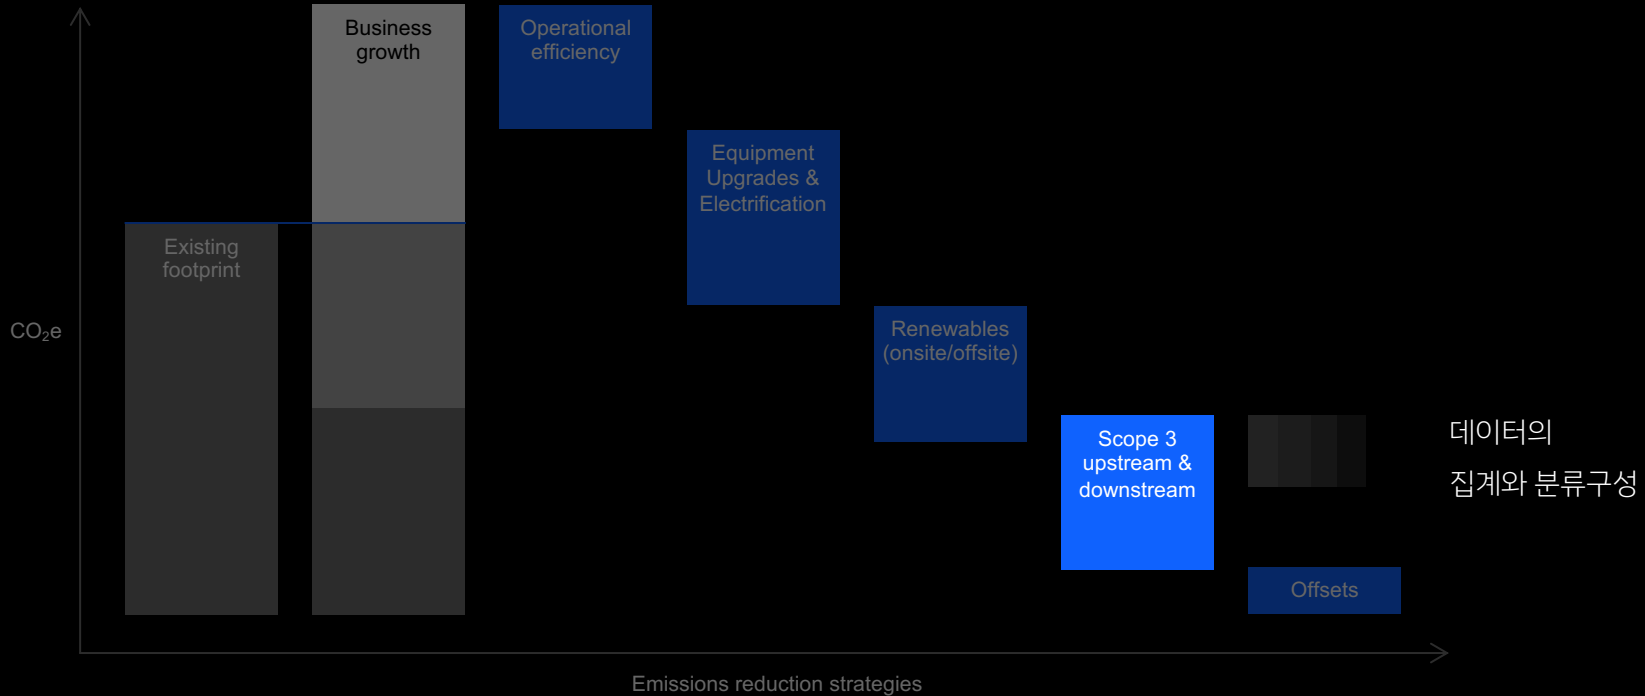 Business
growth
Operational
efficiency
Equipment
Upgrades &
Electrification
Existing
footprint
CO₂e
Renewables
(onsite/offsite)
Scope 3
upstream &
downstream
데이터의
집계와 분류구성
Offsets
Emissions reduction strategies